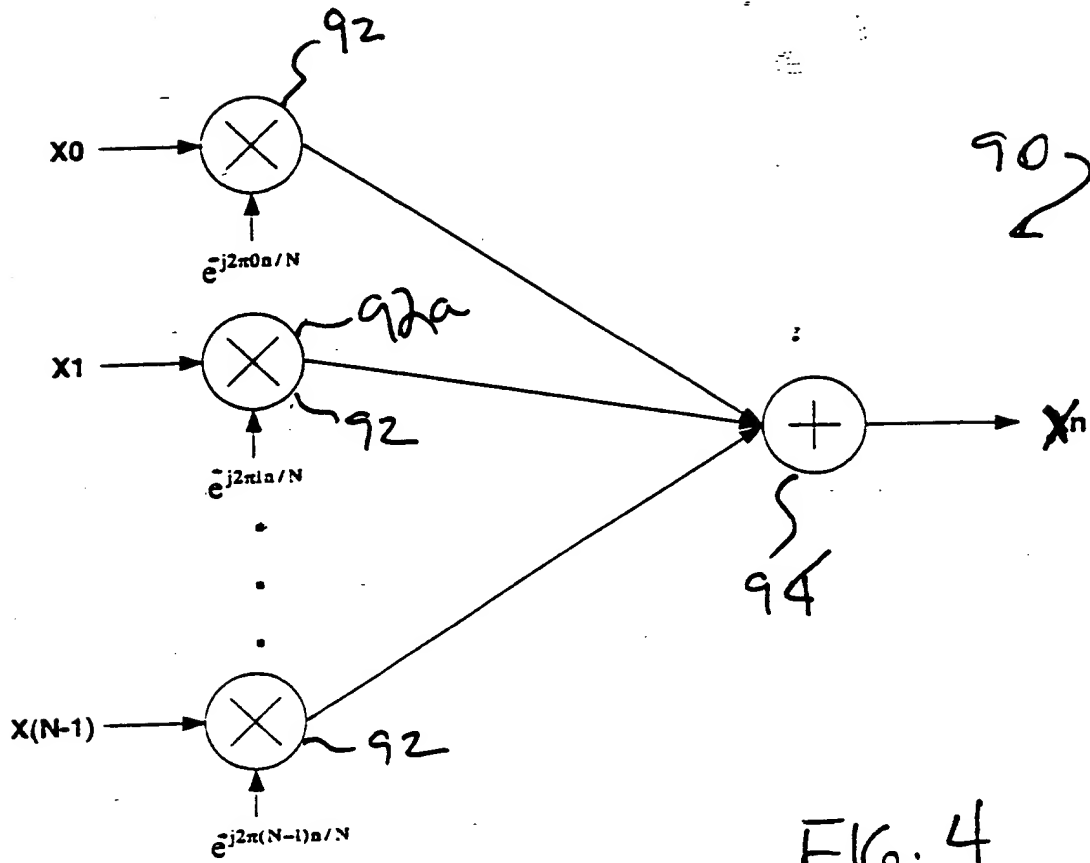 92
90
X0
e^-j2π0n/N
92a
X1
92
e^-j2π1n/N
Xn
94
X(N-1)
92
e^-j2π(N-1)n/N
FIG. 4